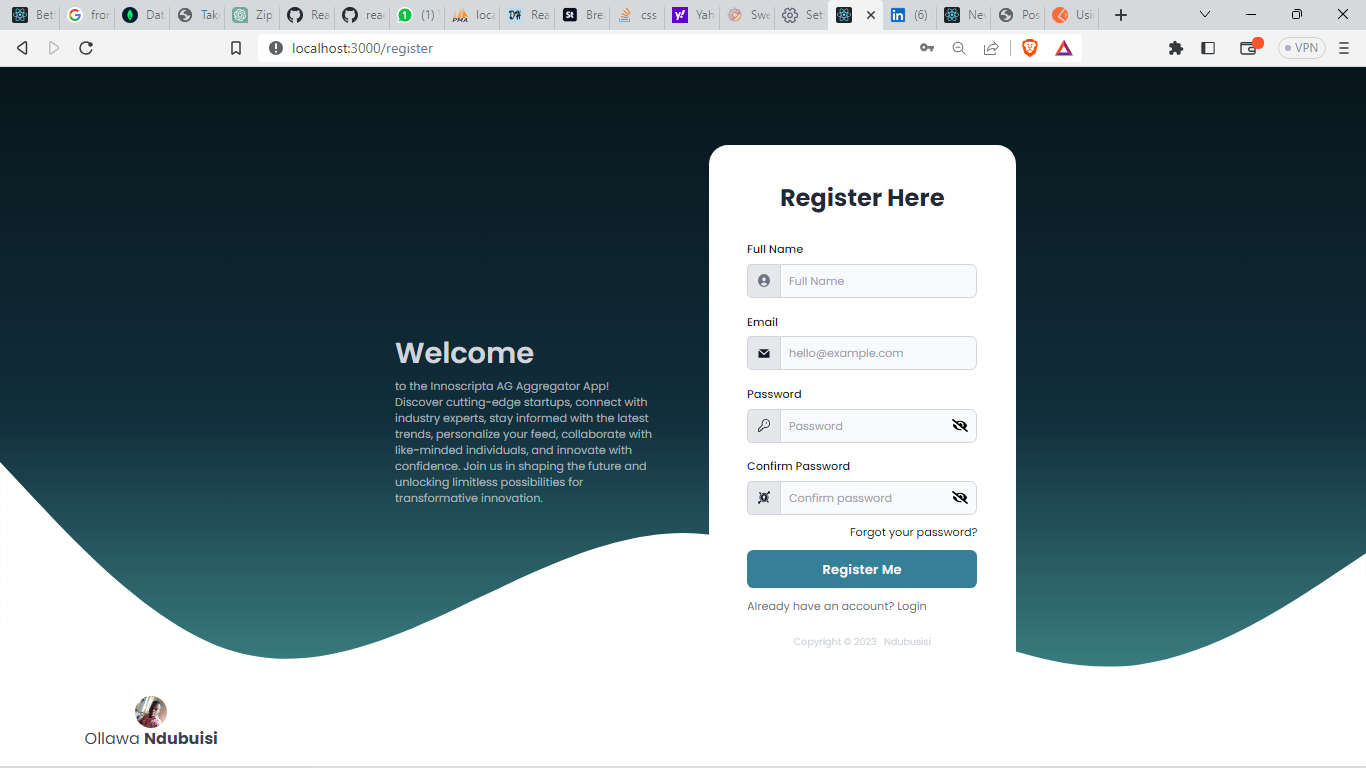 Bet
fror
Dat
Take
Zip
Rea
reac
(1)
loca
Rea
Bre
css
Yah
Swe
Set
(6)
Nev
Pos
Usi
localhost:3000/register
VPN
Register Here
Full Name
Full Name
Email
hello@example.com
Password
Password
Confirm Password
Confirm password
Forgot your password?
Register Me
Already have an account? Login
Copyright © 2023 Ndubusisi
Welcome
to the Innoscripta AG Aggregator App!
Discover cutting-edge startups, connect with
industry experts, stay informed with the latest
trends, personalize your feed, collaborate with
like-minded individuals, and innovate with
confidence. Join us in shaping the future and
unlocking limitless possibilities for
transformative innovation.
Ollawa Ndubuisi